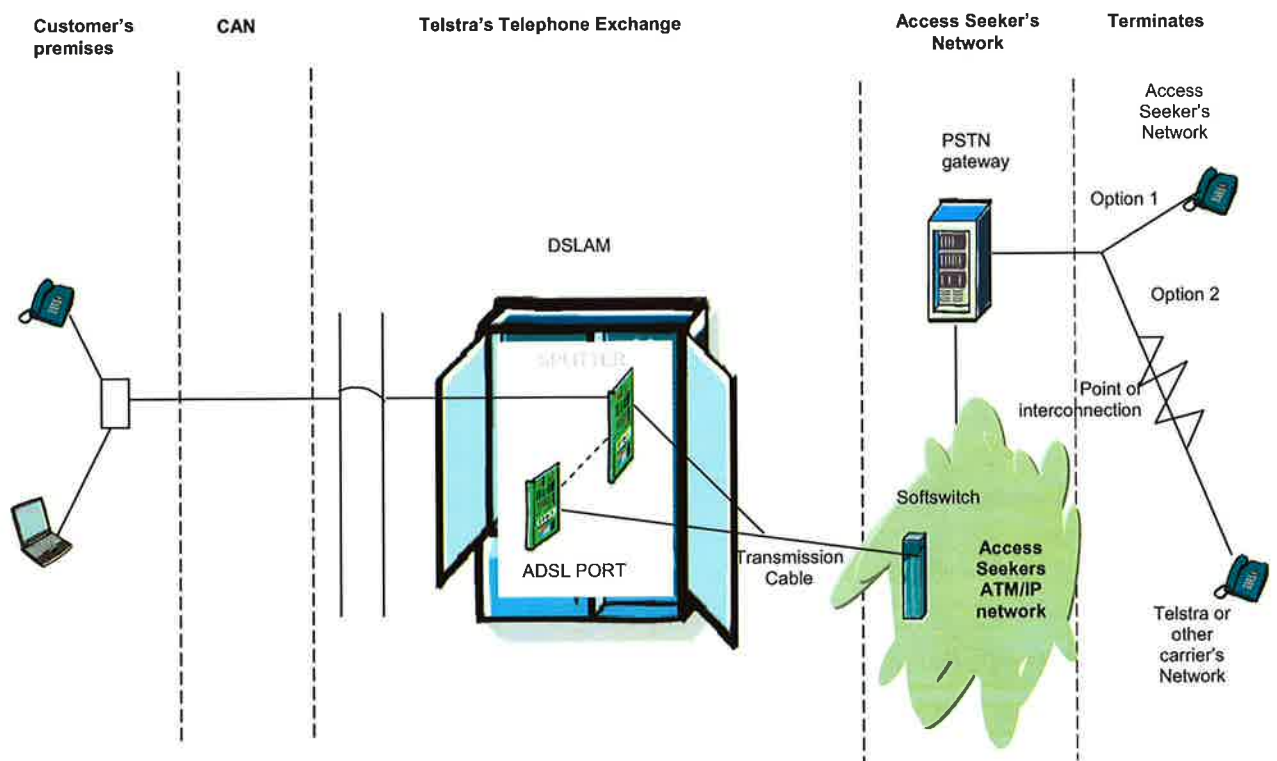 Customer's
premises
CAN
Telstra's Telephone Exchange
Access Seeker's
Network
Terminates
Access
Seeker's
Network
PSTN
gateway
Option 1
DSLAM
Option 2
SPLITTER
Point of
interconnection
Softswitch
Access
Seekers
ATM/IP
network
Transmission
Cable
ADSL PORT
Telstra or
other
carrier's
Network